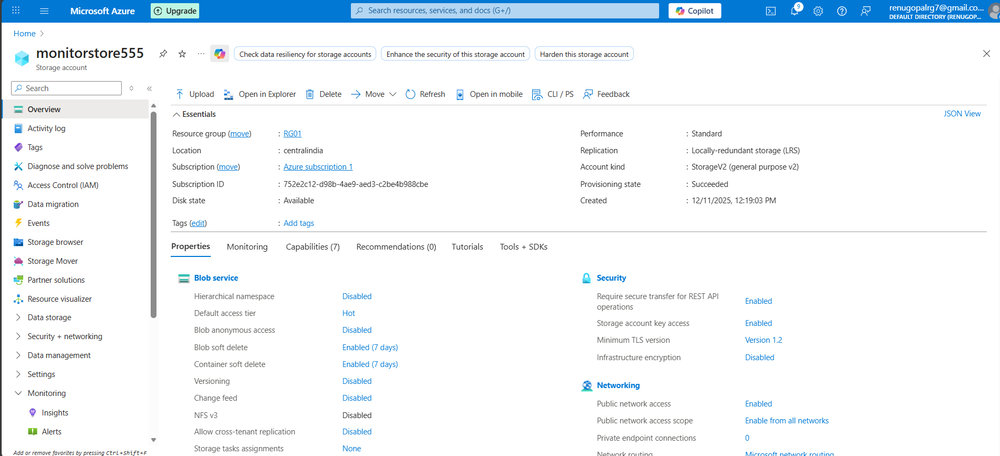 Microsoft Azure
Upgrade
Search resources, services, and docs (G+/)
Copilot
9
renugopalrg7@gmail.co...
DEFAULT DIRECTORY (RENUGOP...
Home
monitorstore555
Storage account
Check data resiliency for storage accounts
Enhance the security of this storage account
Harden this storage account
Search
Overview
Activity log
Tags
Diagnose and solve problems
Access Control (IAM)
Data migration
Events
Storage browser
Storage Mover
Partner solutions
Resource visualizer
Data storage
Security + networking
Data management
Settings
Monitoring
Insights
Alerts
Add or remove favorites by pressing Ctrl+Shift+F
Upload
Open in Explorer
Delete
Move
Refresh
Open in mobile
CLI / PS
Feedback
Essentials
JSON View
Resource group (move) : RG01
Location : centralindia
Subscription (move) : Azure subscription 1
Subscription ID : 752e2c12-d98b-4ae9-aed3-c2be4b988cbe
Disk state : Available
Tags (edit) : Add tags
Performance : Standard
Replication : Locally-redundant storage (LRS)
Account kind : StorageV2 (general purpose v2)
Provisioning state : Succeeded
Created : 12/11/2025, 12:19:03 PM
Properties
Monitoring
Capabilities (7)
Recommendations (0)
Tutorials
Tools + SDKs
Blob service
Hierarchical namespace Disabled
Default access tier Hot
Blob anonymous access Disabled
Blob soft delete Enabled (7 days)
Container soft delete Enabled (7 days)
Versioning Disabled
Change feed Disabled
NFS v3 Disabled
Allow cross-tenant replication Disabled
Storage tasks assignments None
Security
Require secure transfer for REST API
operations Enabled
Storage account key access Enabled
Minimum TLS version Version 1.2
Infrastructure encryption Disabled
Networking
Public network access Enabled
Public network access scope Enable from all networks
Private endpoint connections 0
Network routing Microsoft network routing